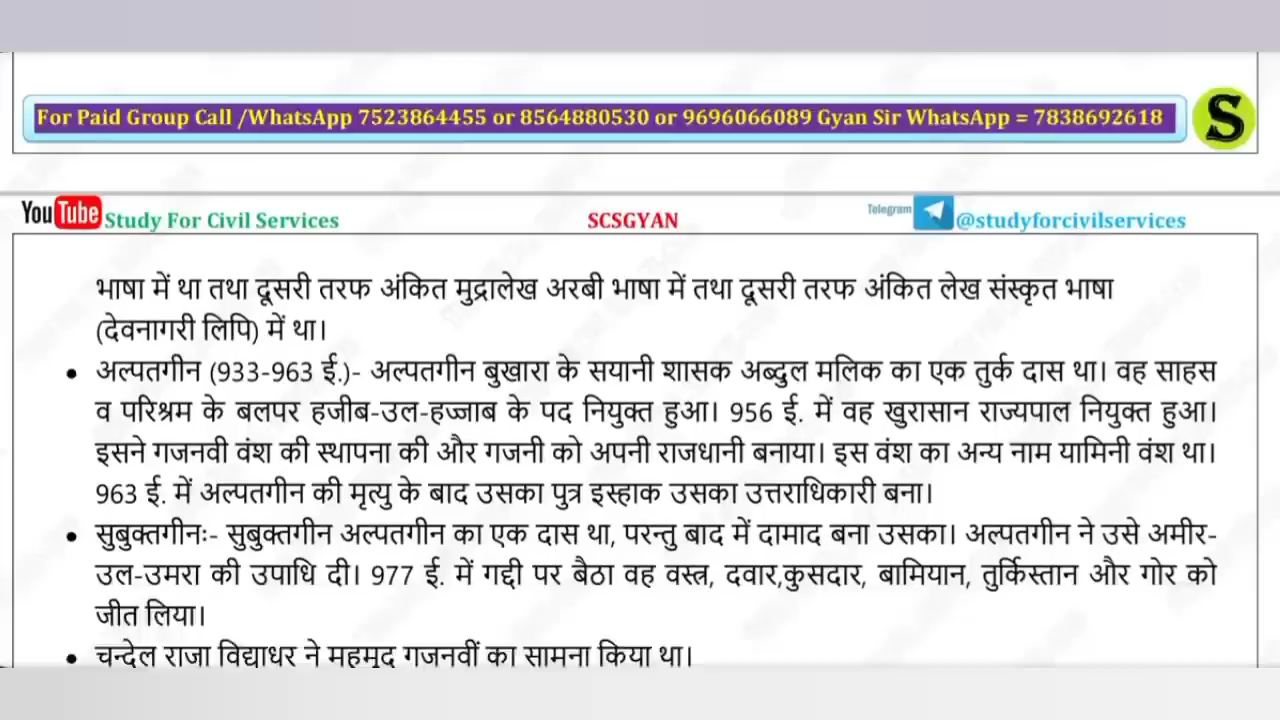 For Paid Group Call /WhatsApp 7523864455 or 8564880530 or 9696066089 Gyan Sir WhatsApp = 7838692618
S
YouTube Study For Civil Services
SCSGYAN
Telegram @studyforcivilservices
भाषा में था तथा दूसरी तरफ अंकित मुद्रालेख अरबी भाषा में तथा दूसरी तरफ अंकित लेख संस्कृत भाषा
(देवनागरी लिपि) में था।
• अल्पतगीन (933-963 ई.)- अल्पतगीन बुखारा के सयानी शासक अब्दुल मलिक का एक तुर्क दास था। वह साहस
व परिश्रम के बलपर हजीब-उल-हज्जाब के पद नियुक्त हुआ। 956 ई. में वह खुरासान राज्यपाल नियुक्त हुआ।
इसने गजनवी वंश की स्थापना की और गजनी को अपनी राजधानी बनाया। इस वंश का अन्य नाम यामिनी वंश था।
963 ई. में अल्पतगीन की मृत्यु के बाद उसका पुत्र इस्हाक उसका उत्तराधिकारी बना।
• सुबुक्तगीनः- सुबुक्तगीन अल्पतगीन का एक दास था, परन्तु बाद में दामाद बना उसका। अल्पतगीन ने उसे अमीर-
उल-उमरा की उपाधि दी। 977 ई. में गद्दी पर बैठा वह वस्त्र, दवार,कुसदार, बामियान, तुर्किस्तान और गोर को
जीत लिया।
• चन्देल राजा विद्याधर ने महमूद गजनवीं का सामना किया था।